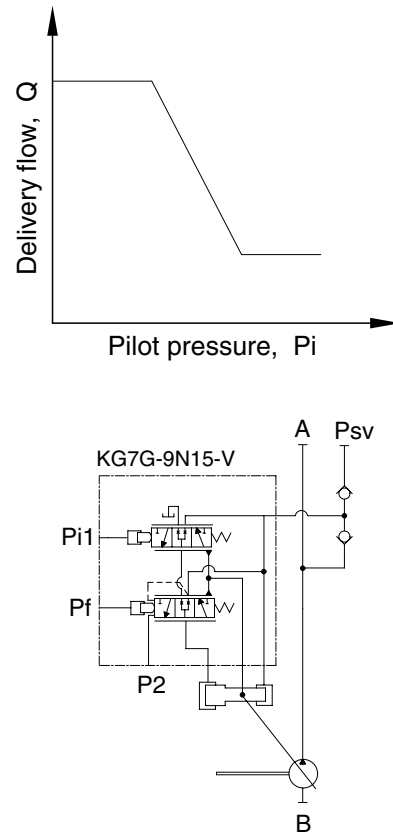 Delivery flow, Q
Pilot pressure, Pi
A Psv
KG7G-9N15-V
Pi1
Pf
P2
B